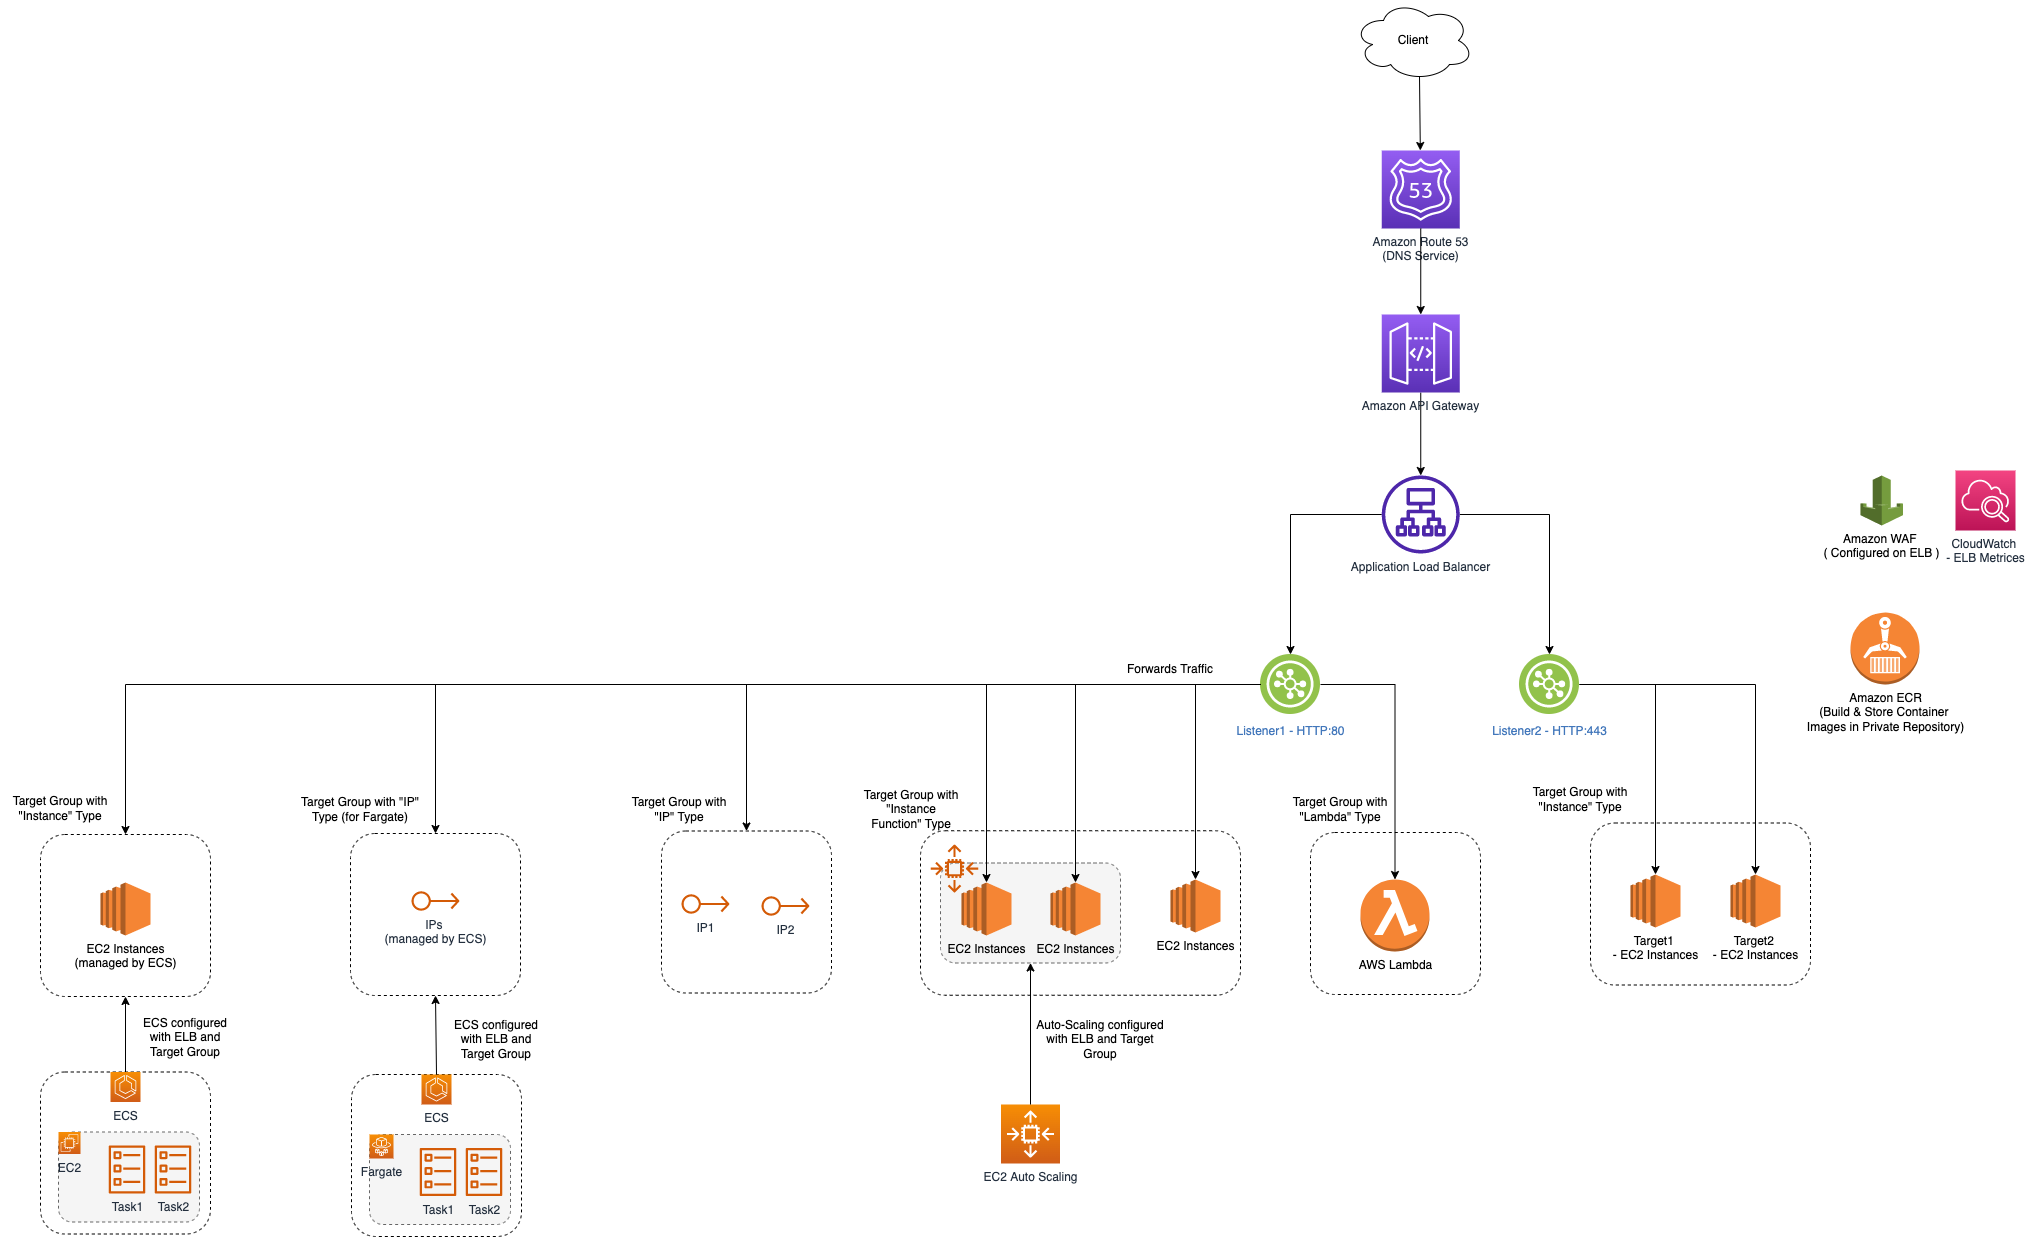 Client
53
Amazon Route 53
(DNS Service)
</>
Amazon API Gateway
Application Load Balancer
Amazon WAF
( Configured on ELB )
CloudWatch
- ELB Metrices
Amazon ECR
(Build & Store Container
Images in Private Repository)
Forwards Traffic
Listener1 - HTTP:80
Listener2 - HTTP:443
Target Group with
"Instance" Type
EC2 Instances
(managed by ECS)
Target Group with "IP"
Type (for Fargate)
IPs
(managed by ECS)
Target Group with
"IP" Type
IP1
IP2
Target Group with
"Instance
Function" Type
EC2 Instances
EC2 Instances
EC2 Instances
Target Group with
"Lambda" Type
AWS Lambda
Target Group with
"Instance" Type
Target1
- EC2 Instances
Target2
- EC2 Instances
ECS configured
with ELB and
Target Group
ECS
EC2
Task1
Task2
ECS configured
with ELB and
Target Group
ECS
Fargate
Task1
Task2
Auto-Scaling configured
with ELB and Target
Group
EC2 Auto Scaling